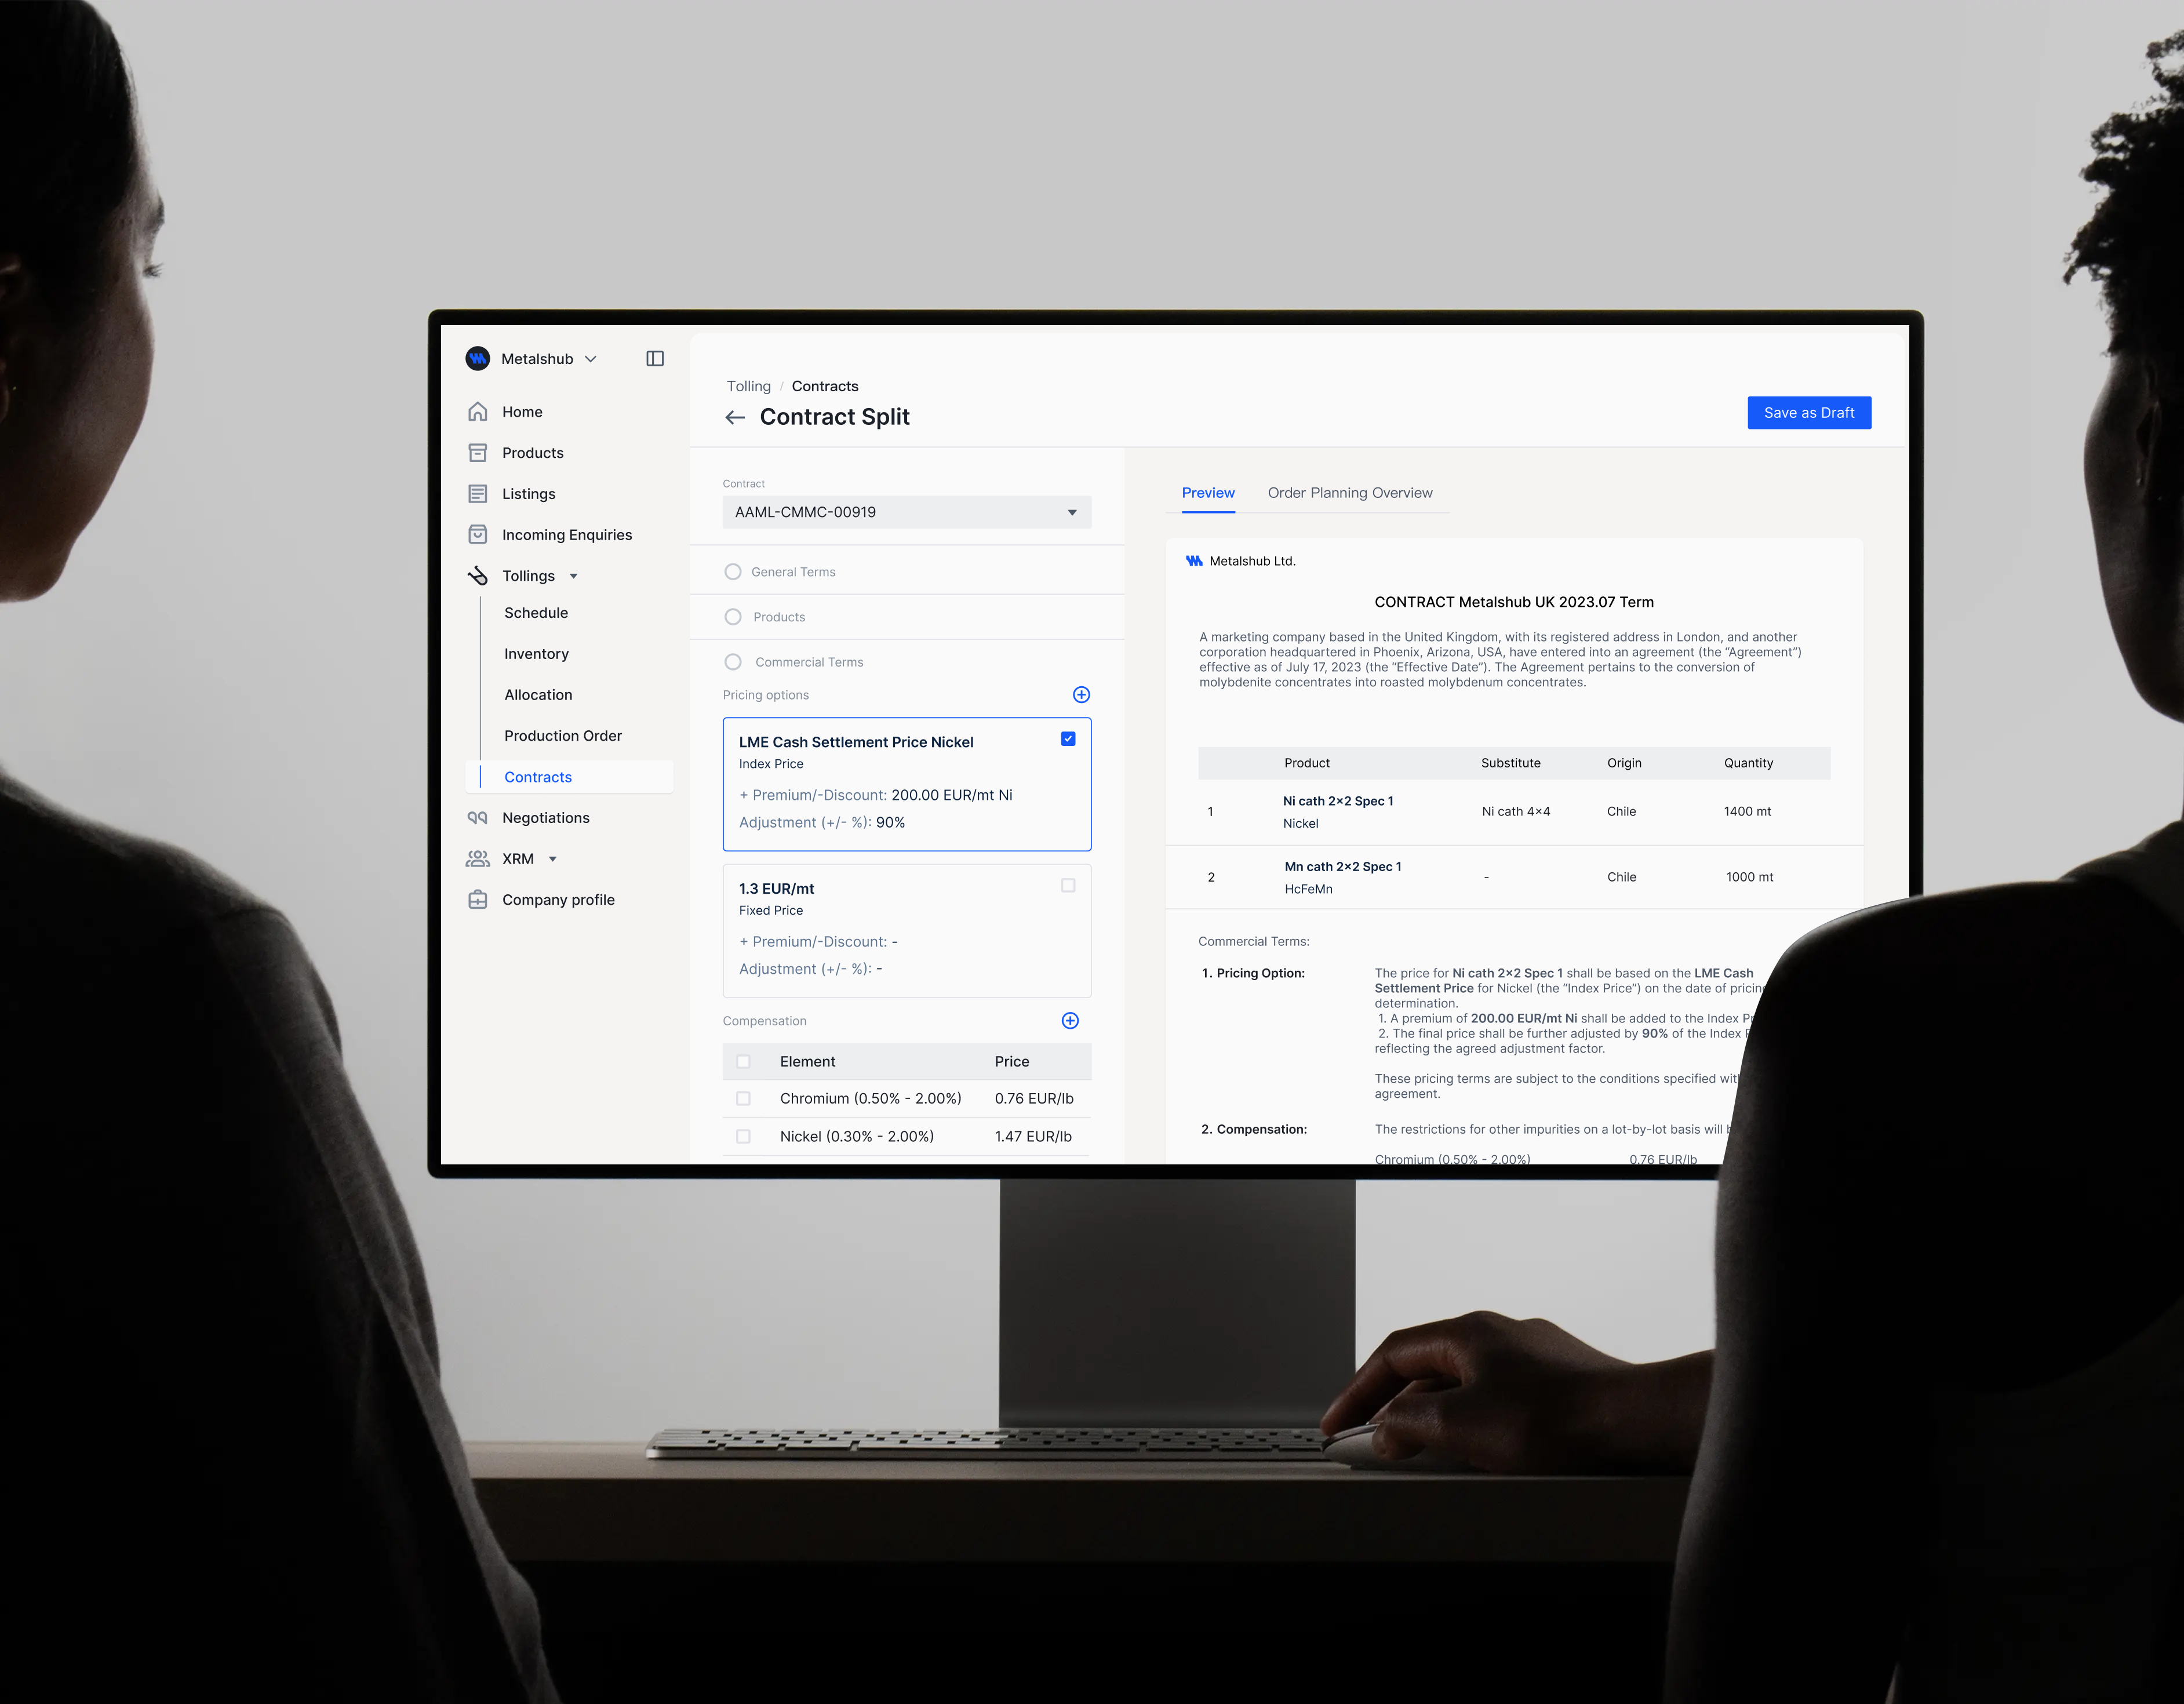 Metalshub
Home
Products
Listings
Incoming Enquiries
Tollings
Schedule
Inventory
Allocation
Production Order
Contracts
Negotiations
XRM
Company profile
Tolling / Contracts
Contract Split
Save as Draft
Contract
AAML-CMMC-00919
General Terms
Products
Commercial Terms
Pricing options
LME Cash Settlement Price Nickel
Index Price
+ Premium/-Discount: 200.00 EUR/mt Ni
Adjustment (+/- %): 90%
1.3 EUR/mt
Fixed Price
+ Premium/-Discount: -
Adjustment (+/- %): -
Compensation
Element Price
Chromium (0.50% - 2.00%) 0.76 EUR/lb
Nickel (0.30% - 2.00%) 1.47 EUR/lb
Preview Order Planning Overview
Metalshub Ltd.
CONTRACT Metalshub UK 2023.07 Term
A marketing company based in the United Kingdom, with its registered address in London, and another
corporation headquartered in Phoenix, Arizona, USA, have entered into an agreement (the “Agreement”)
effective as of July 17, 2023 (the “Effective Date”). The Agreement pertains to the conversion of
molybdenite concentrates into roasted molybdenum concentrates.
Product Substitute Origin Quantity
1 Ni cath 2×2 Spec 1 Ni cath 4×4 Chile 1400 mt
Nickel
2 Mn cath 2×2 Spec 1 - Chile 1000 mt
HcFeMn
Commercial Terms:
1. Pricing Option: The price for Ni cath 2×2 Spec 1 shall be based on the LME Cash
Settlement Price for Nickel (the “Index Price”) on the date of pricing
determination.
1. A premium of 200.00 EUR/mt Ni shall be added to the Index
2. The final price shall be further adjusted by 90% of the Index
reflecting the agreed adjustment factor.
These pricing terms are subject to the conditions specified
agreement.
2. Compensation: The restrictions for other impurities on a lot-by-lot basis will
Chromium (0.50% - 2.00%) 0.76 EUR/lb